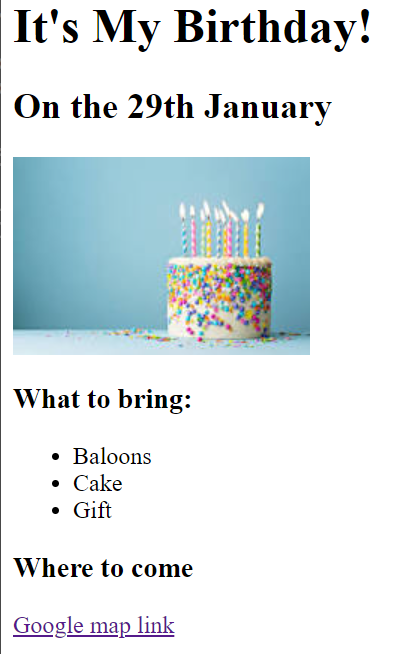 It's My Birthday!
On the 29th January
What to bring:
Baloons
Cake
Gift
Where to come
Google map link